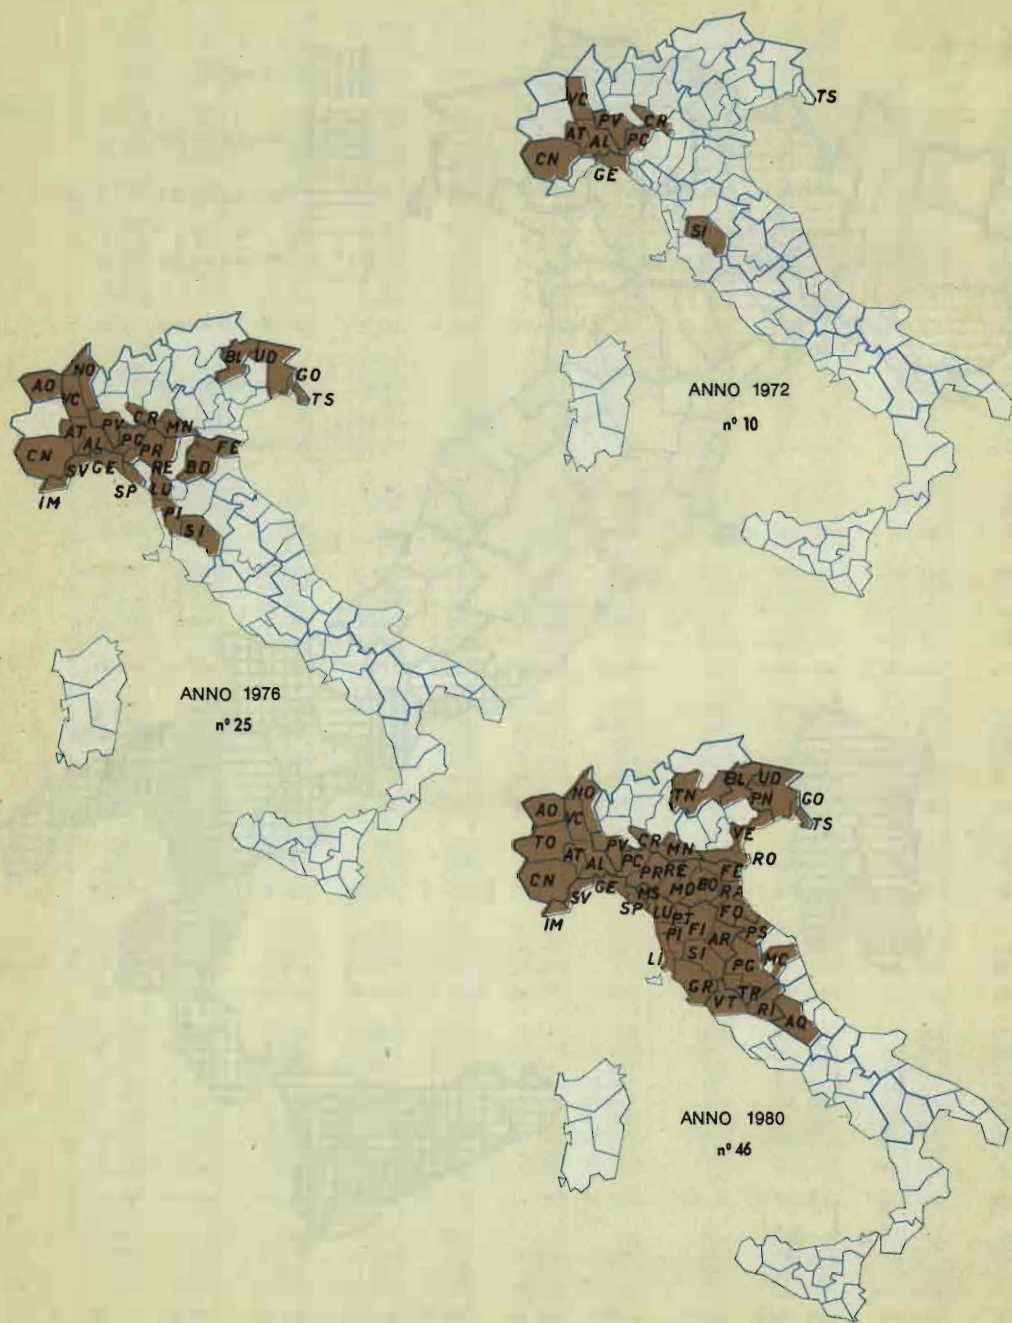 TS
VC
PV
CR
AT
AL
PC
CN
GE
SI
ANNO 1972
nº 10
BL
UD
NO
AO
GO
VC
TS
CR
PV
MN
AT
PC
FE
AL
PR
CN
BO
SV
GE
RE
SP
LU
IM
PI
SI
ANNO 1976
nº 25
BL
UD
TN
NO
PN
GO
AO
VC
TS
VE
CR
TO
PV
MN
RO
AT
PC
AL
PR
RE
FE
CN
MO
BO
RA
GE
MS
SV
SP
LU
FO
IM
PT
PI
FI
PS
AR
SI
MC
LI
PG
GR
TR
VT
RI
AQ
ANNO 1980
nº 46